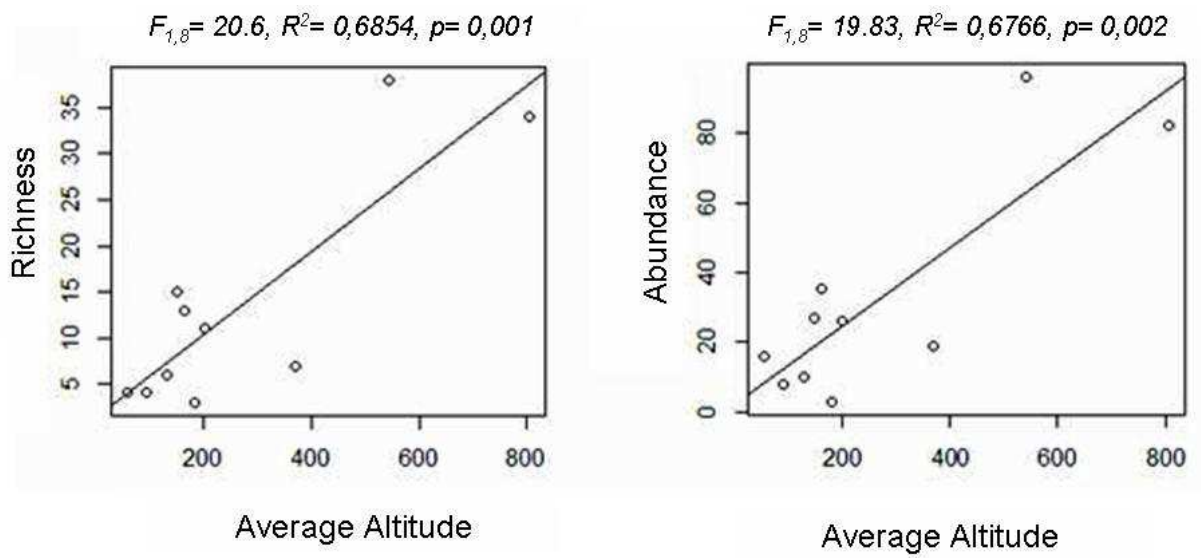 F1,8= 20.6, R2= 0,6854, p= 0,001
35
30
25
20
15
10
5
Richness
200 400 600 800
Average Altitude
F1,8= 19.83, R2= 0,6766, p= 0,002
80
60
40
20
0
Abundance
200 400 600 800
Average Altitude